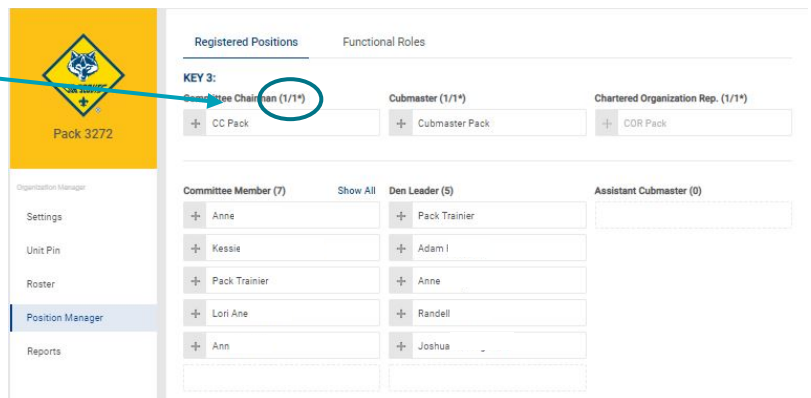 Registered Positions Functional Roles
KEY 3:
Committee Chairman (1/1*) Cubmaster (1/1*) Chartered Organization Rep. (1/1*)
CC Pack Cubmaster Pack COR Pack
CUB SCOUTS
Pack 3272
Organization Manager
Settings
Unit Pin
Roster
Position Manager
Reports
Committee Member (7) Show All Den Leader (5) Assistant Cubmaster (0)
Anne Pack Trainier
Kessie Adam
Pack Trainier Anne
Lori Ane Randell
Ann Joshua